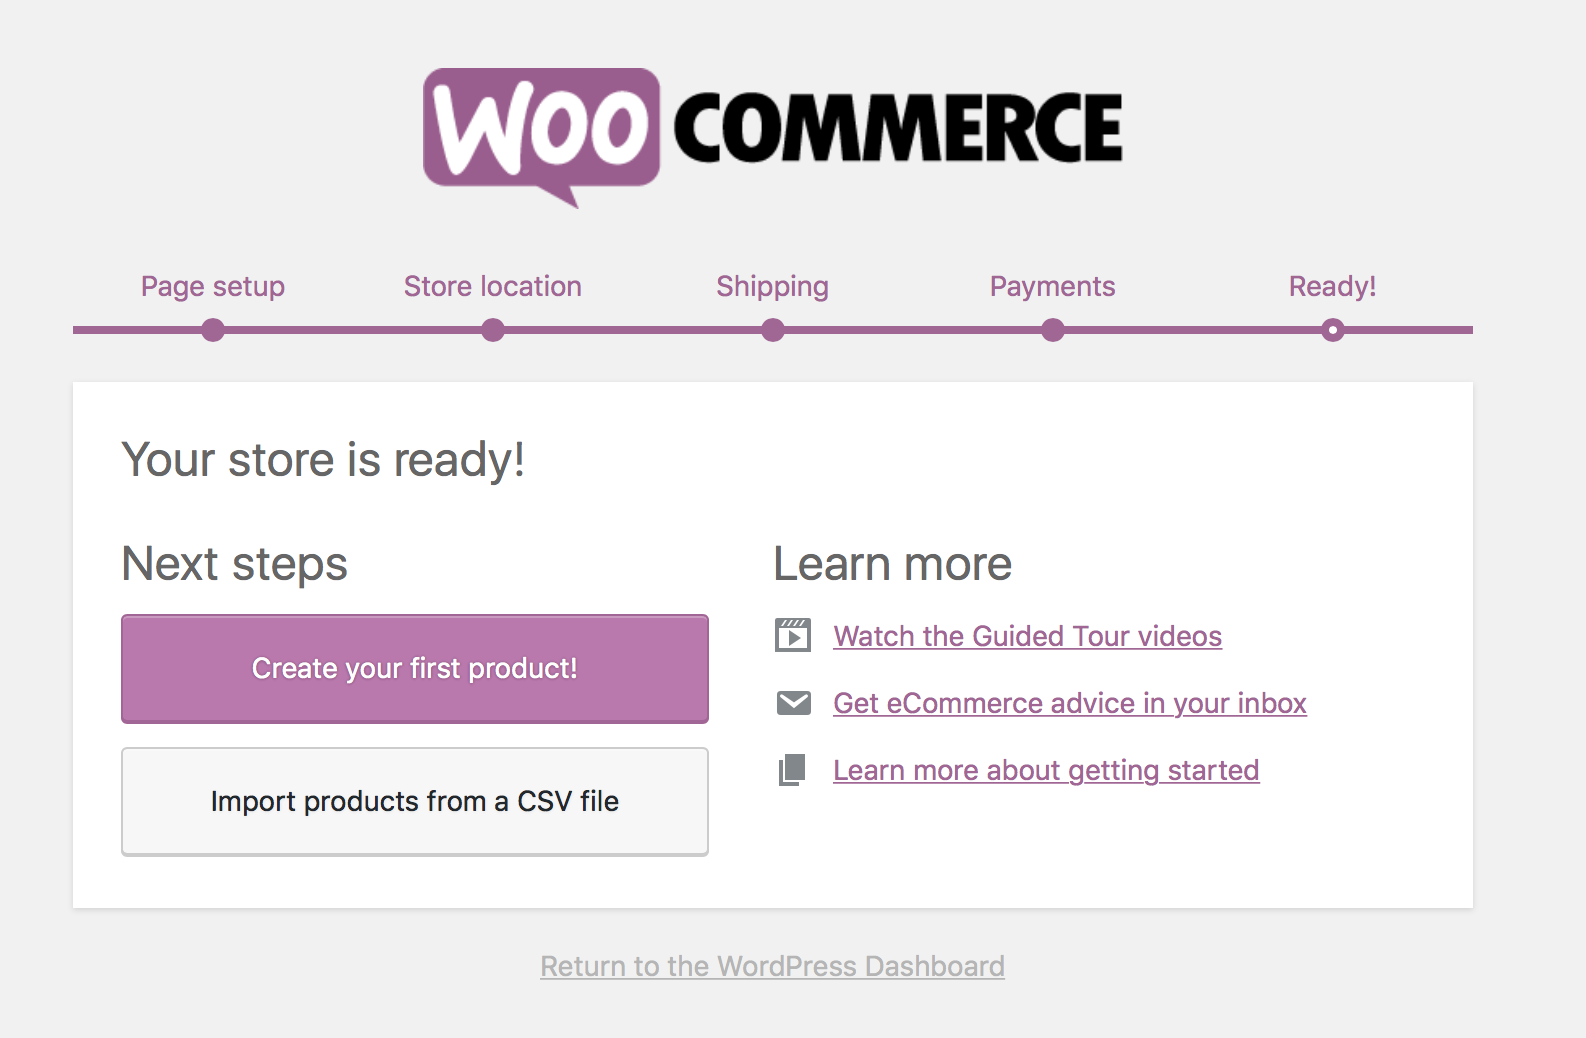 WOO COMMERCE
Page setup
Store location
Shipping
Payments
Ready!
Your store is ready!
Next steps
Create your first product!
Import products from a CSV file
Learn more
Watch the Guided Tour videos
Get eCommerce advice in your inbox
Learn more about getting started
Return to the WordPress Dashboard